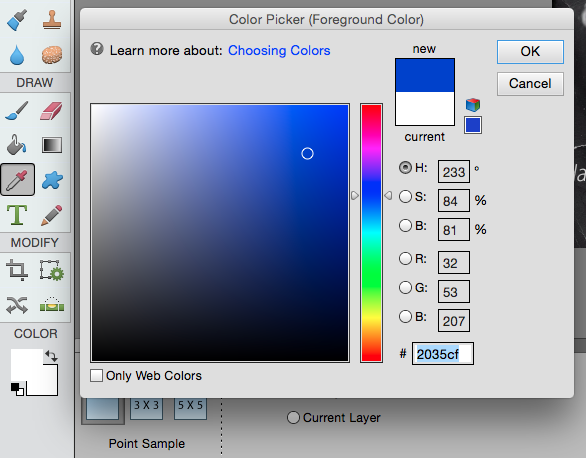 Color Picker (Foreground Color)
? Learn more about: Choosing Colors
new
OK
Cancel
current
H: 233 °
S: 84 %
B: 81 %
R: 32
G: 53
B: 207
# 2035cf
Only Web Colors
DRAW
T
MODIFY
COLOR
3 X 3
5 X 5
Current Layer
Point Sample